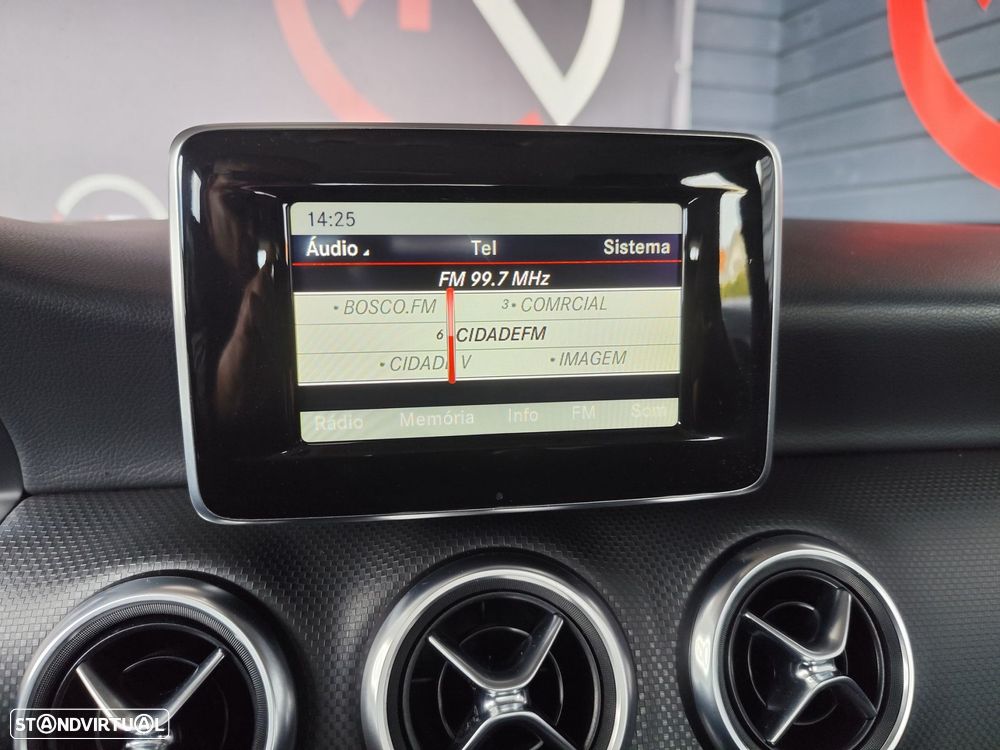 14:25
Áudio Tel Sistema
FM 99.7 MHz
•BOSCO.FM 3•COMRCIAL
6 CIDADEFM
•CIDADE V •IMAGEM
Rádio Memória Info FM Som
STANDVIRTUAL